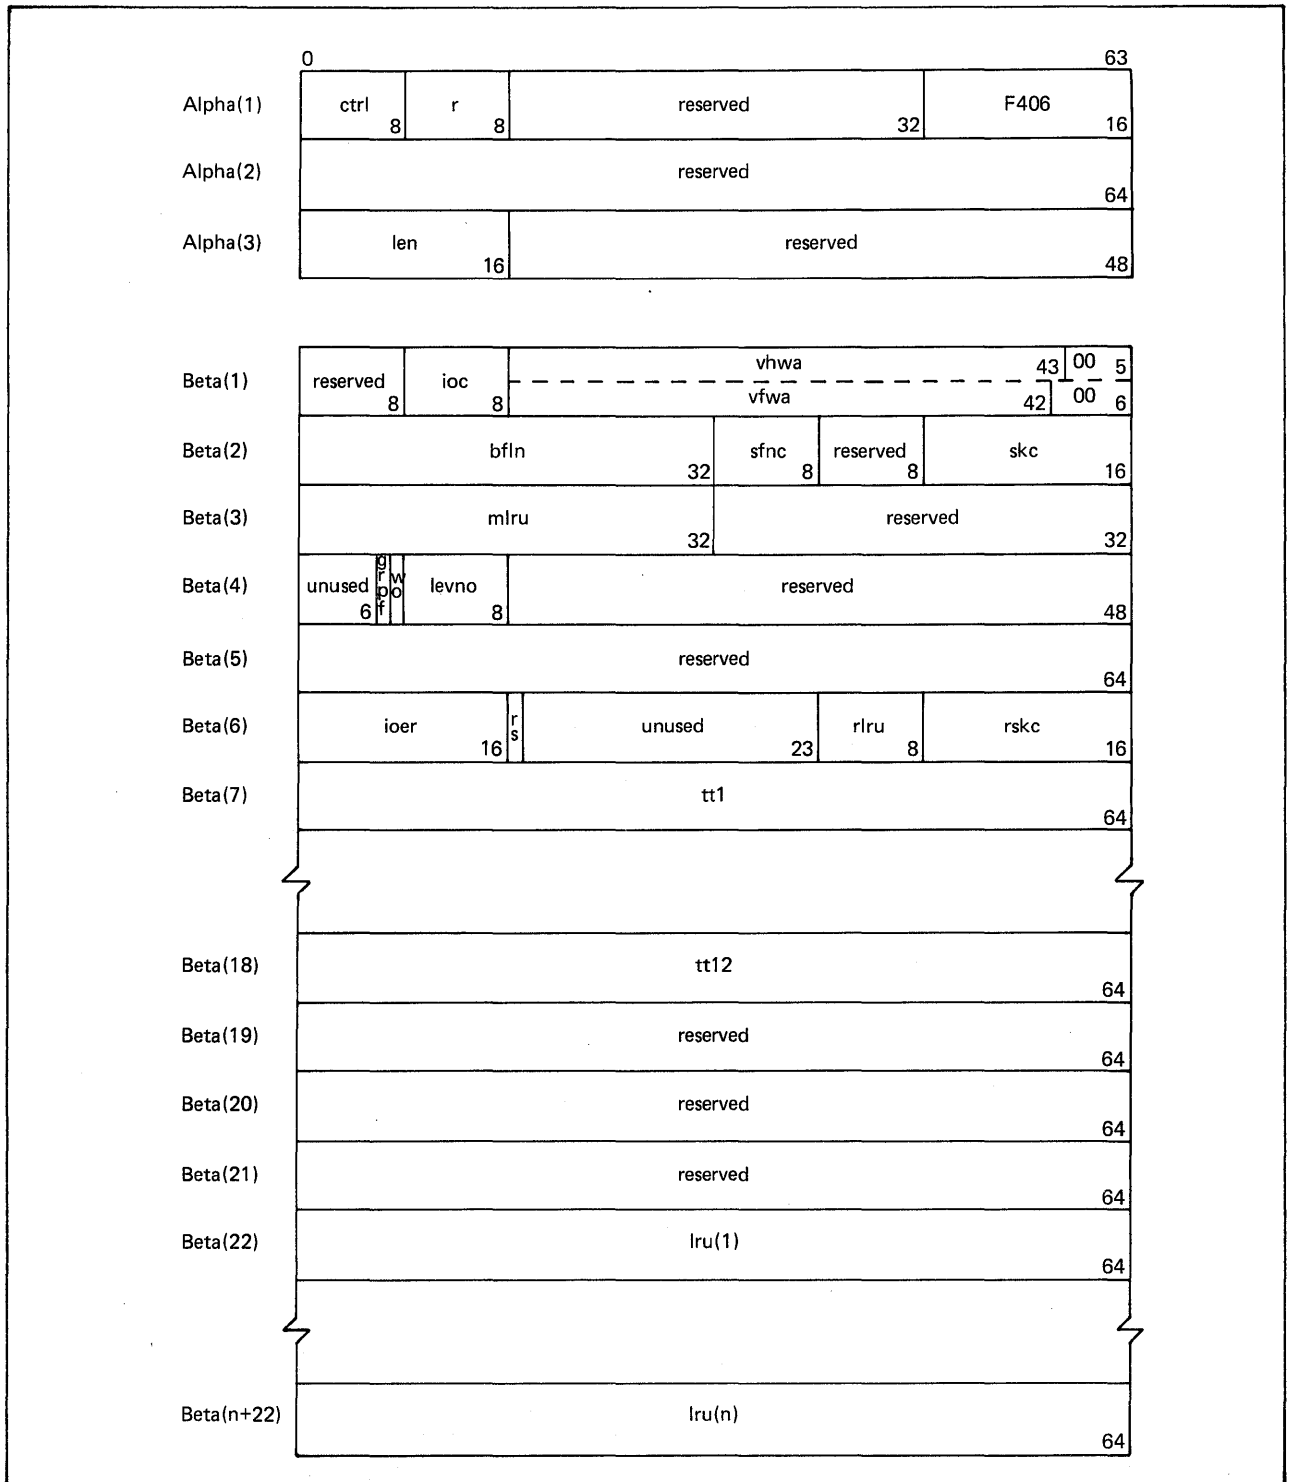 0 63
Alpha(1) ctrl 8 r 8 reserved 32 F406 16
Alpha(2) reserved 64
Alpha(3) len 16 reserved 48
Beta(1) reserved 8 ioc 8 vhwa 43 00 5
vfwa 42 00 6
Beta(2) bfln 32 sfnc 8 reserved 8 skc 16
Beta(3) mlru 32 reserved 32
Beta(4) unused 6 grpf wo levno 8 reserved 48
Beta(5) reserved 64
Beta(6) ioer 16 rs unused 23 rlru 8 rskc 16
Beta(7) tt1 64
Beta(18) tt12 64
Beta(19) reserved 64
Beta(20) reserved 64
Beta(21) reserved 64
Beta(22) lru(1) 64
Beta(n+22) lru(n) 64